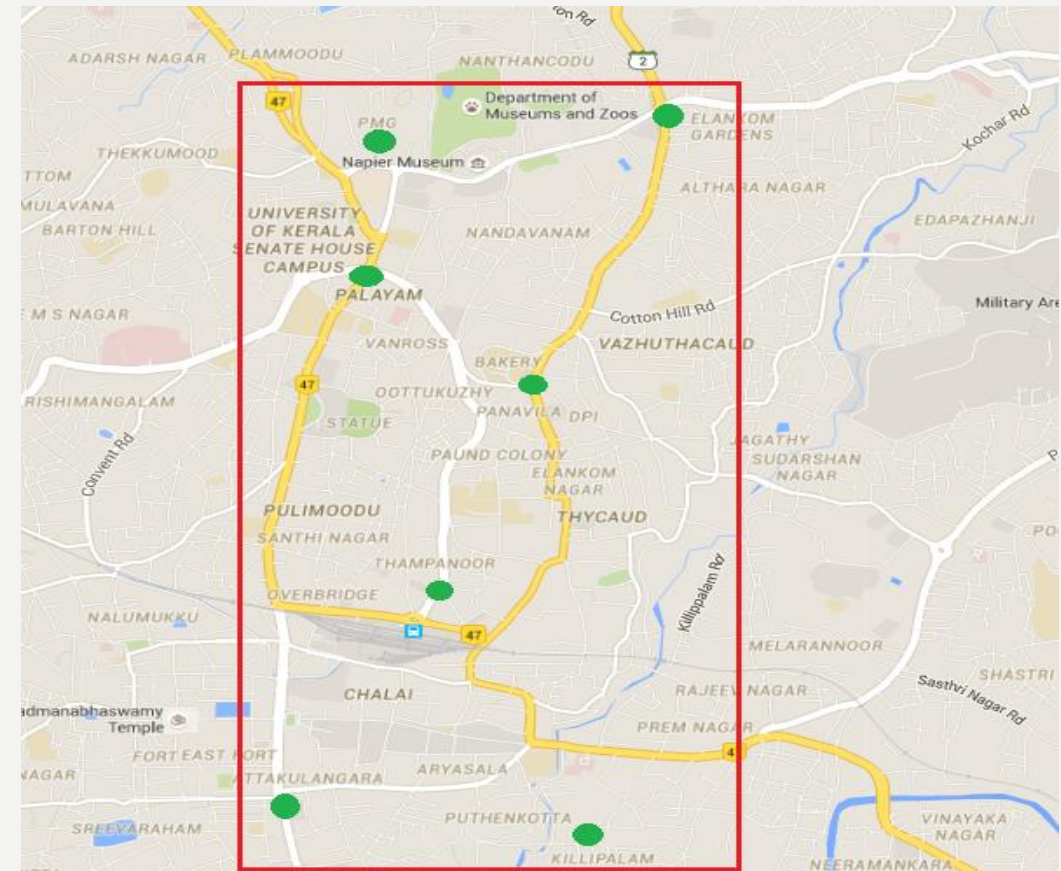 on Rd
ADARSH NAGAR
PLAMMOODU
NANTHANCODU
2
47
Department of
Museums and Zoos
PMG
ELANKOM
GARDENS
Kochar Rd
THEKKUMOOD
Napier Museum
TTOM
MULAVANA
BARTON HILL
ALTHARA NAGAR
UNIVERSITY
OF KERALA
SENATE HOUSE
CAMPUS
NANDAVANAM
EDAPAZHANJI
PALAYAM
Military Are
E M S NAGAR
Cotton Hill Rd
VANROSS
VAZHUTHACAUD
BAKERY
47
RISHIMANGALAM
OOTTUKUZHY
STATUE
PANAVILA
DPI
Convent Rd
PAUND COLONY
JAGATHY
SUDARSHAN
NAGAR
P
ELANKOM
NAGAR
PULIMOODU
THYCAUD
SANTHI NAGAR
PO
THAMPANOOR
Killippalam Rd
OVERBRIDGE
NALUMUKKU
47
MELARANNOOR
CHALAI
RAJEEV NAGAR
SHASTRI
Sasthri Nagar Rd
admanabhaswamy
Temple
PREM NAGAR
FORT
EAST FORT
4
NAGAR
ATTAKULANGARA
ARYASALA
SREEVARAHAM
PUTHENKOTTA
VINAYAKA
NAGAR
KILLIPALAM
NEERAMANKARA